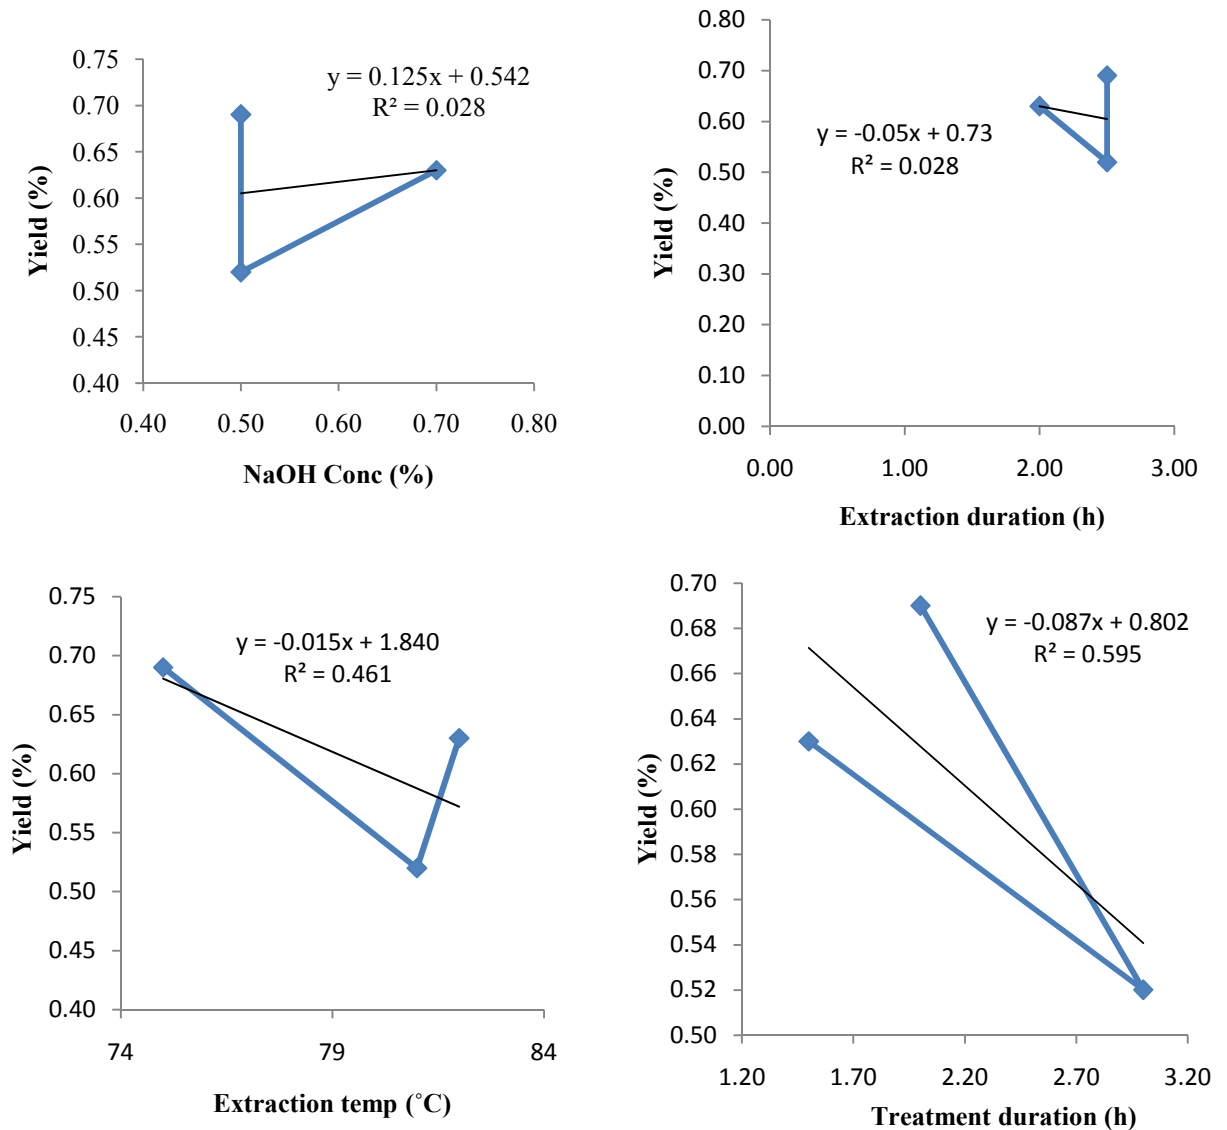 y = 0.125x + 0.542
R² = 0.028
0.75
0.70
0.65
0.60
0.55
0.50
0.45
0.40
Yield (%)
0.40 0.50 0.60 0.70 0.80
NaOH Conc (%)
0.80
0.70
0.60
0.50
0.40
0.30
0.20
0.10
0.00
Yield (%)
y = -0.05x + 0.73
R² = 0.028
0.00 1.00 2.00 3.00
Extraction duration (h)
0.75
0.70
0.65
0.60
0.55
0.50
0.45
0.40
Yield (%)
y = -0.015x + 1.840
R² = 0.461
74 79 84
Extraction temp (˚C)
0.70
0.68
0.66
0.64
0.62
0.60
0.58
0.56
0.54
0.52
0.50
Yield (%)
y = -0.087x + 0.802
R² = 0.595
1.20 1.70 2.20 2.70 3.20
Treatment duration (h)